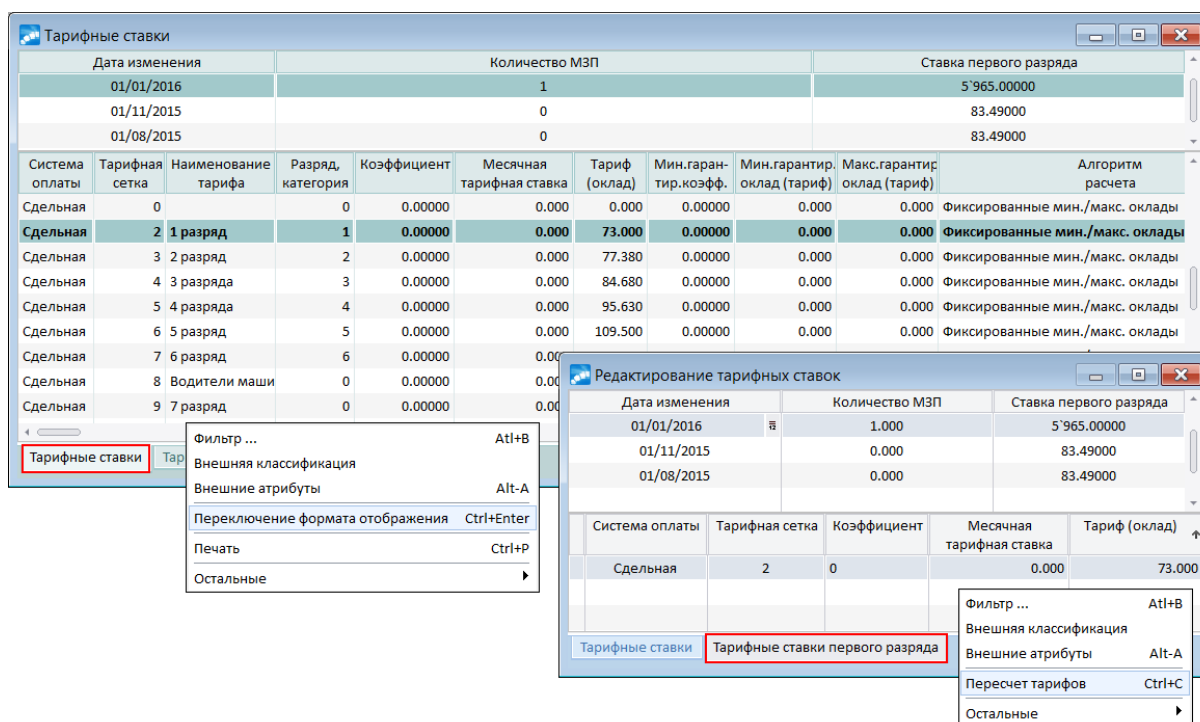 Тарифные ставки
Дата изменения Количество МЗП Ставка первого разряда
01/01/2016 1 5`965.00000
01/11/2015 0 83.49000
01/08/2015 0 83.49000
Система оплаты Тарифная сетка Наименование тарифа Разряд, категория Коэффициент Месячная тарифная ставка Тариф (оклад) Мин.гаран-тир.коэфф. Мин.гарантир. оклад (тариф) Макс.гарантир оклад (тариф) Алгоритм расчета
Сдельная 0 0 0.00000 0.000 0.000 0.00000 0.000 0.000 Фиксированные мин./макс. оклады
Сдельная 2 1 разряд 1 0.00000 0.000 73.000 0.00000 0.000 0.000 Фиксированные мин./макс. оклады
Сдельная 3 2 разряд 2 0.00000 0.000 77.380 0.00000 0.000 0.000 Фиксированные мин./макс. оклады
Сдельная 4 3 разряда 3 0.00000 0.000 84.680 0.00000 0.000 0.000 Фиксированные мин./макс. оклады
Сдельная 5 4 разряда 4 0.00000 0.000 95.630 0.00000 0.000 0.000 Фиксированные мин./макс. оклады
Сдельная 6 5 разряд 5 0.00000 0.000 109.500 0.00000 0.000 0.000 Фиксированные мин./макс. оклады
Сдельная 7 6 разряд 6 0.00000 0.00
Сдельная 8 Водители маши 0 0.00000 0.00
Сдельная 9 7 разряд 0 0.00000 0.00
Тарифные ставки Тар
Фильтр ... Atl+B
Внешняя классификация
Внешние атрибуты Alt-A
Переключение формата отображения Ctrl+Enter
Печать Ctrl+P
Остальные
Редактирование тарифных ставок
Дата изменения Количество МЗП Ставка первого разряда
01/01/2016 1.000 5`965.00000
01/11/2015 0.000 83.49000
01/08/2015 0.000 83.49000
Система оплаты Тарифная сетка Коэффициент Месячная тарифная ставка Тариф (оклад)
Сдельная 2 0 0.000 73.000
Тарифные ставки Тарифные ставки первого разряда
Фильтр ... Atl+B
Внешняя классификация
Внешние атрибуты Alt-A
Пересчет тарифов Ctrl+C
Остальные